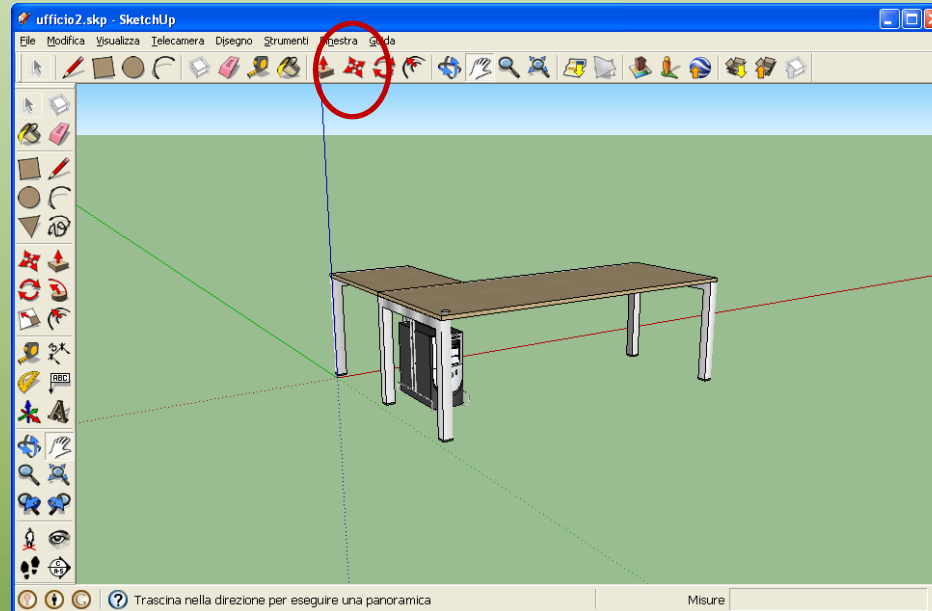 ufficio2.skp - SketchUp
File Modifica Visualizza Telecamera Disegno Strumenti Finestra Guida
ABC
Trascina nella direzione per eseguire una panoramica
Misure